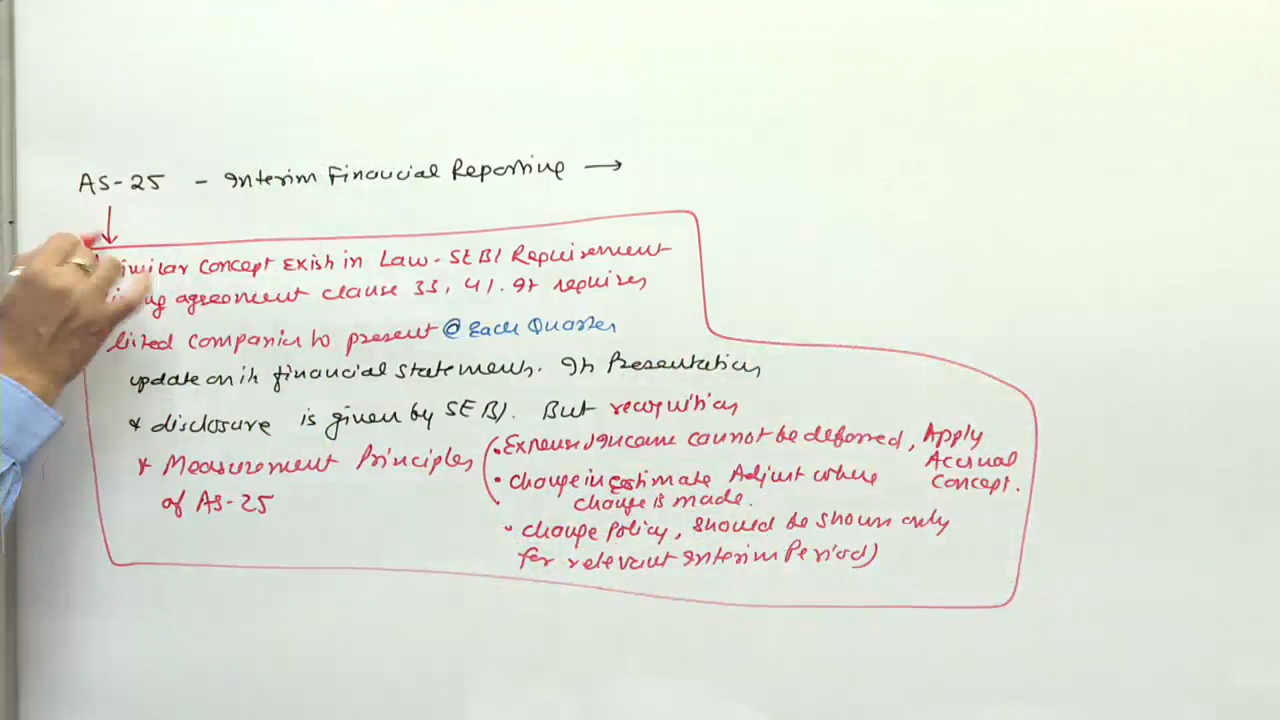 AS-25 - Interim Financial Reporting →
Similar concept Exist in Law - SEBI Requirement
agreement clause 33, 41. It requires
listed companies to present @ Each Quarter
update on its financial statements. Its Presentation
& disclosure is given by SEBI. But recognition
& Measurement Principles
of AS-25
(• Expense/Income cannot be deferred, Apply
Accrual
concept.
• change in estimate Adjust where
change is made.
• change policy, should be shown only
for relevant Interim Period)